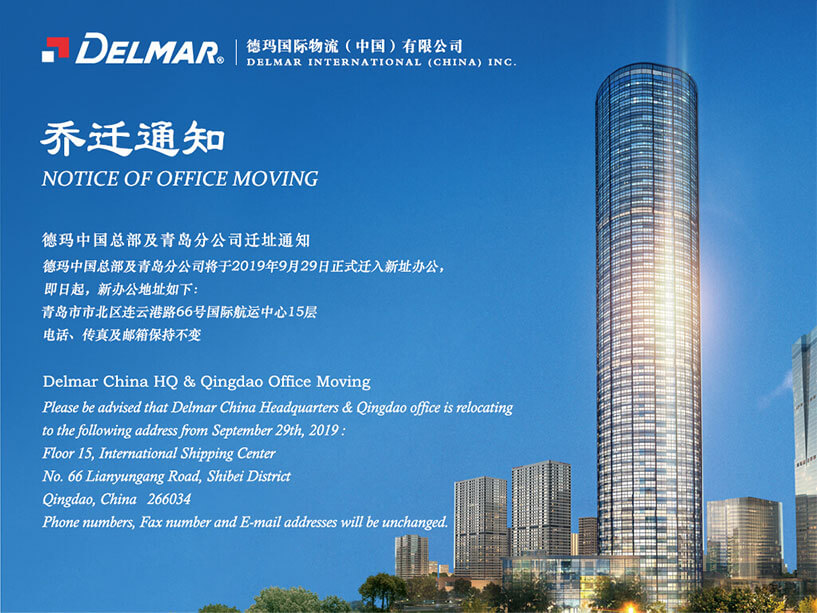 DELMAR® 德玛国际物流（中国）有限公司
DELMAR INTERNATIONAL (CHINA) INC.
乔迁通知
NOTICE OF OFFICE MOVING
德玛中国总部及青岛分公司迁址通知
德玛中国总部及青岛分公司将于2019年9月29日正式迁入新址办公，
即日起，新办公地址如下：
青岛市市北区连云港路66号国际航运中心15层
电话、传真及邮箱保持不变
Delmar China HQ & Qingdao Office Moving
Please be advised that Delmar China Headquarters & Qingdao office is relocating
to the following address from September 29th, 2019 :
Floor 15, International Shipping Center
No. 66 Lianyungang Road, Shibei District
Qingdao, China 266034
Phone numbers, Fax number and E-mail addresses will be unchanged.